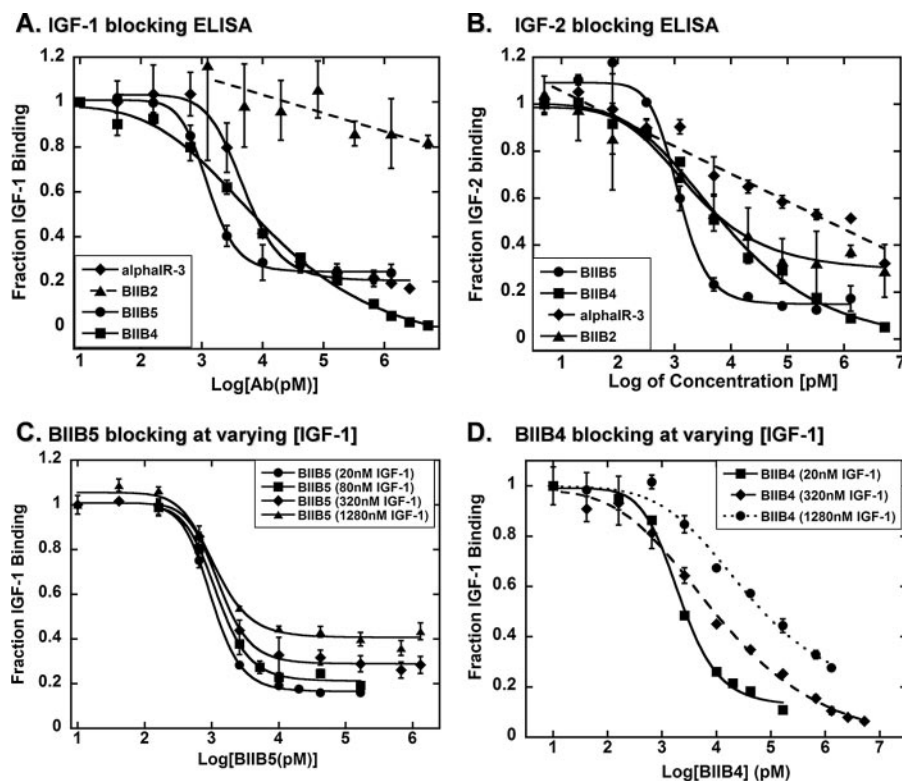 A. IGF-1 blocking ELISA
Fraction IGF-1 Binding
1.2
1
0.8
0.6
0.4
0.2
0
alphaIR-3
BIIB2
BIIB5
BIIB4
1 2 3 4 5 6 7
Log[Ab(pM)]
B. IGF-2 blocking ELISA
Fraction IGF-2 binding
1.2
1
0.8
0.6
0.4
0.2
0
BIIB5
BIIB4
alphaIR-3
BIIB2
1 2 3 4 5 6 7
Log of Concentration [pM]
C. BIIB5 blocking at varying [IGF-1]
Fraction IGF-1 Binding
1.2
1
0.8
0.6
0.4
0.2
0
BIIB5 (20nM IGF-1)
BIIB5 (80nM IGF-1)
BIIB5 (320nM IGF-1)
BIIB5 (1280nM IGF-1)
1 2 3 4 5 6 7
Log[BIIB5(pM)]
D. BIIB4 blocking at varying [IGF-1]
Fraction IGF-1 Binding
1.2
1
0.8
0.6
0.4
0.2
0
BIIB4 (20nM IGF-1)
BIIB4 (320nM IGF-1)
BIIB4 (1280nM IGF-1)
0 1 2 3 4 5 6 7
Log[BIIB4] (pM)